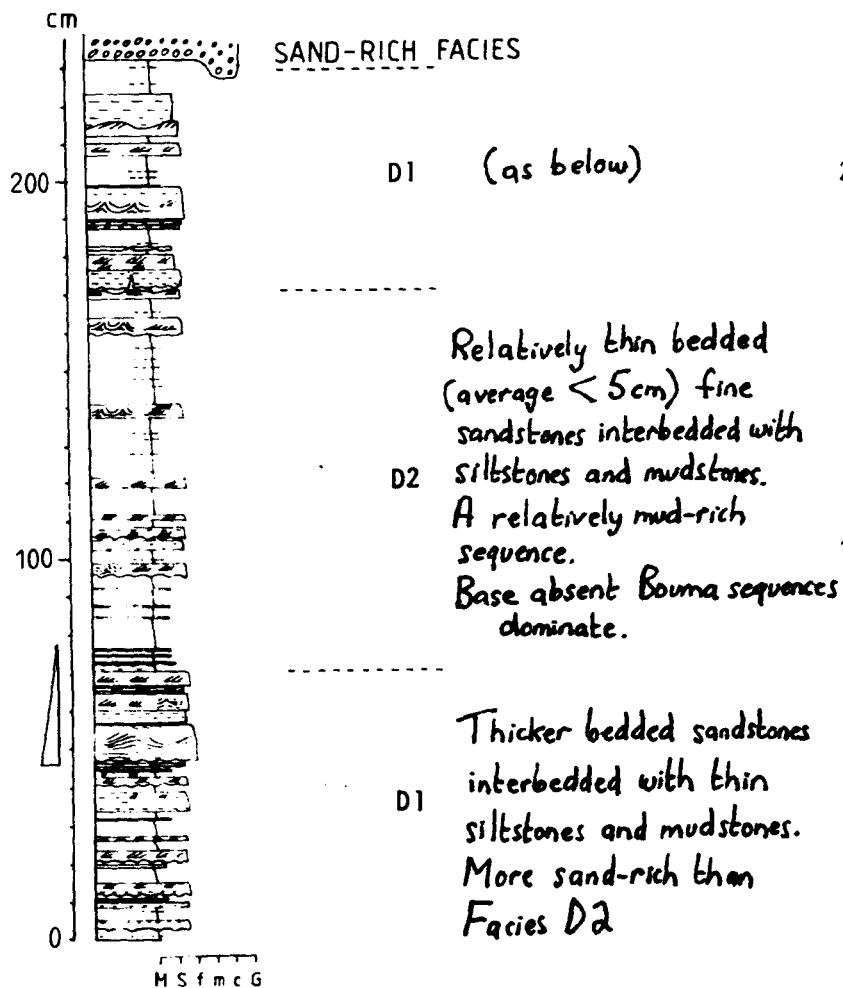 cm
SAND-RICH FACIES
D1 (as below)
200
Relatively thin bedded
(average < 5cm) fine
sandstones interbedded with
D2 siltstones and mudstones.
A relatively mud-rich
sequence.
100
Base absent Bouma sequences
dominate.
Thicker bedded sandstones
interbedded with thin
D1
siltstones and mudstones.
More sand-rich than
Facies D2
0
M S f m c G